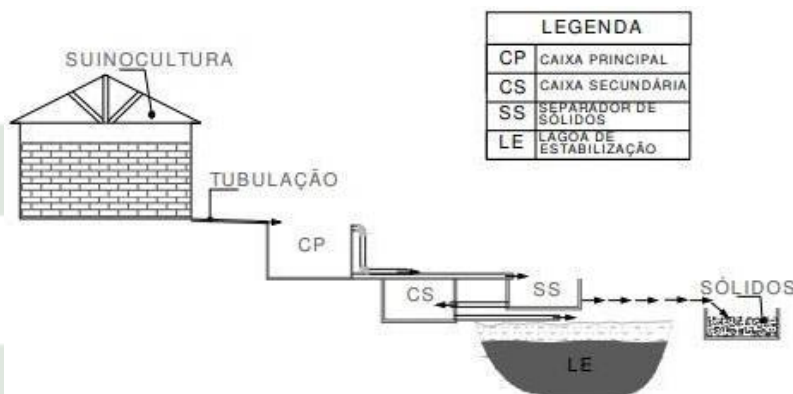 LEGENDA
CP CAIXA PRINCIPAL
CS CAIXA SECUNDÁRIA
SS SEPARADOR DE
SÓLIDOS
LE LAGOA DE
ESTABILIZAÇÃO
SUINOCULTURA
TUBULAÇÃO
CP
CS
SS
SÓLIDOS
LE